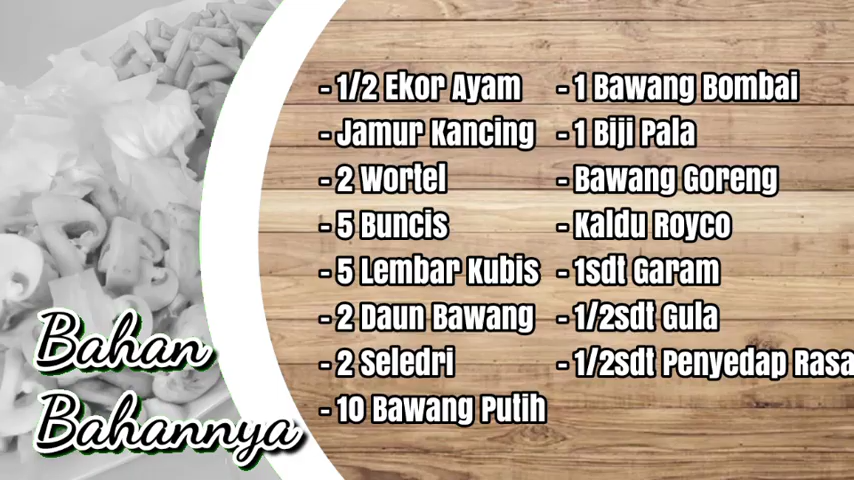 Bahan
Bahannya
- 1/2 Ekor Ayam
- Jamur Kancing
- 2 Wortel
- 5 Buncis
- 5 Lembar Kubis
- 2 Daun Bawang
- 2 Seledri
- 10 Bawang Putih
- 1 Bawang Bombai
- 1 Biji Pala
- Bawang Goreng
- Kaldu Royco
- 1sdt Garam
- 1/2sdt Gula
- 1/2sdt Penyedap Rasa